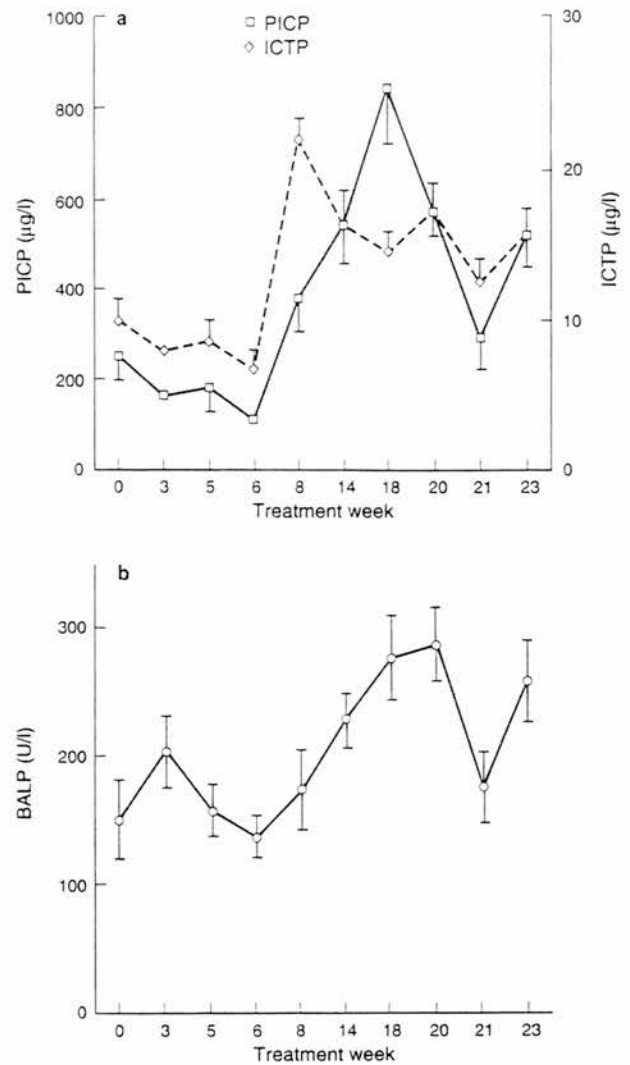 a
□ PICP
◇ ICTP
1000
800
600
400
200
0
PICP (µg/l)
30
20
10
0
ICTP (µg/l)
0 3 5 6 8 14 18 20 21 23
Treatment week
b
300
200
100
0
BALP (U/l)
0 3 5 6 8 14 18 20 21 23
Treatment week